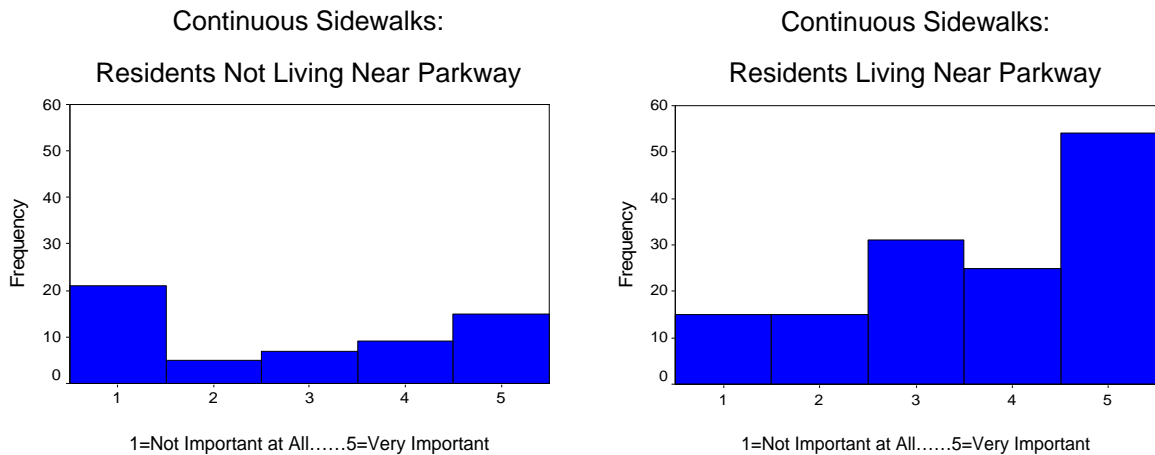 Continuous Sidewalks:
Residents Not Living Near Parkway
60
50
40
30
20
10
0
Frequency
1 2 3 4 5
1=Not Important at All……5=Very Important
Continuous Sidewalks:
Residents Living Near Parkway
60
50
40
30
20
10
0
Frequency
1 2 3 4 5
1=Not Important at All……5=Very Important